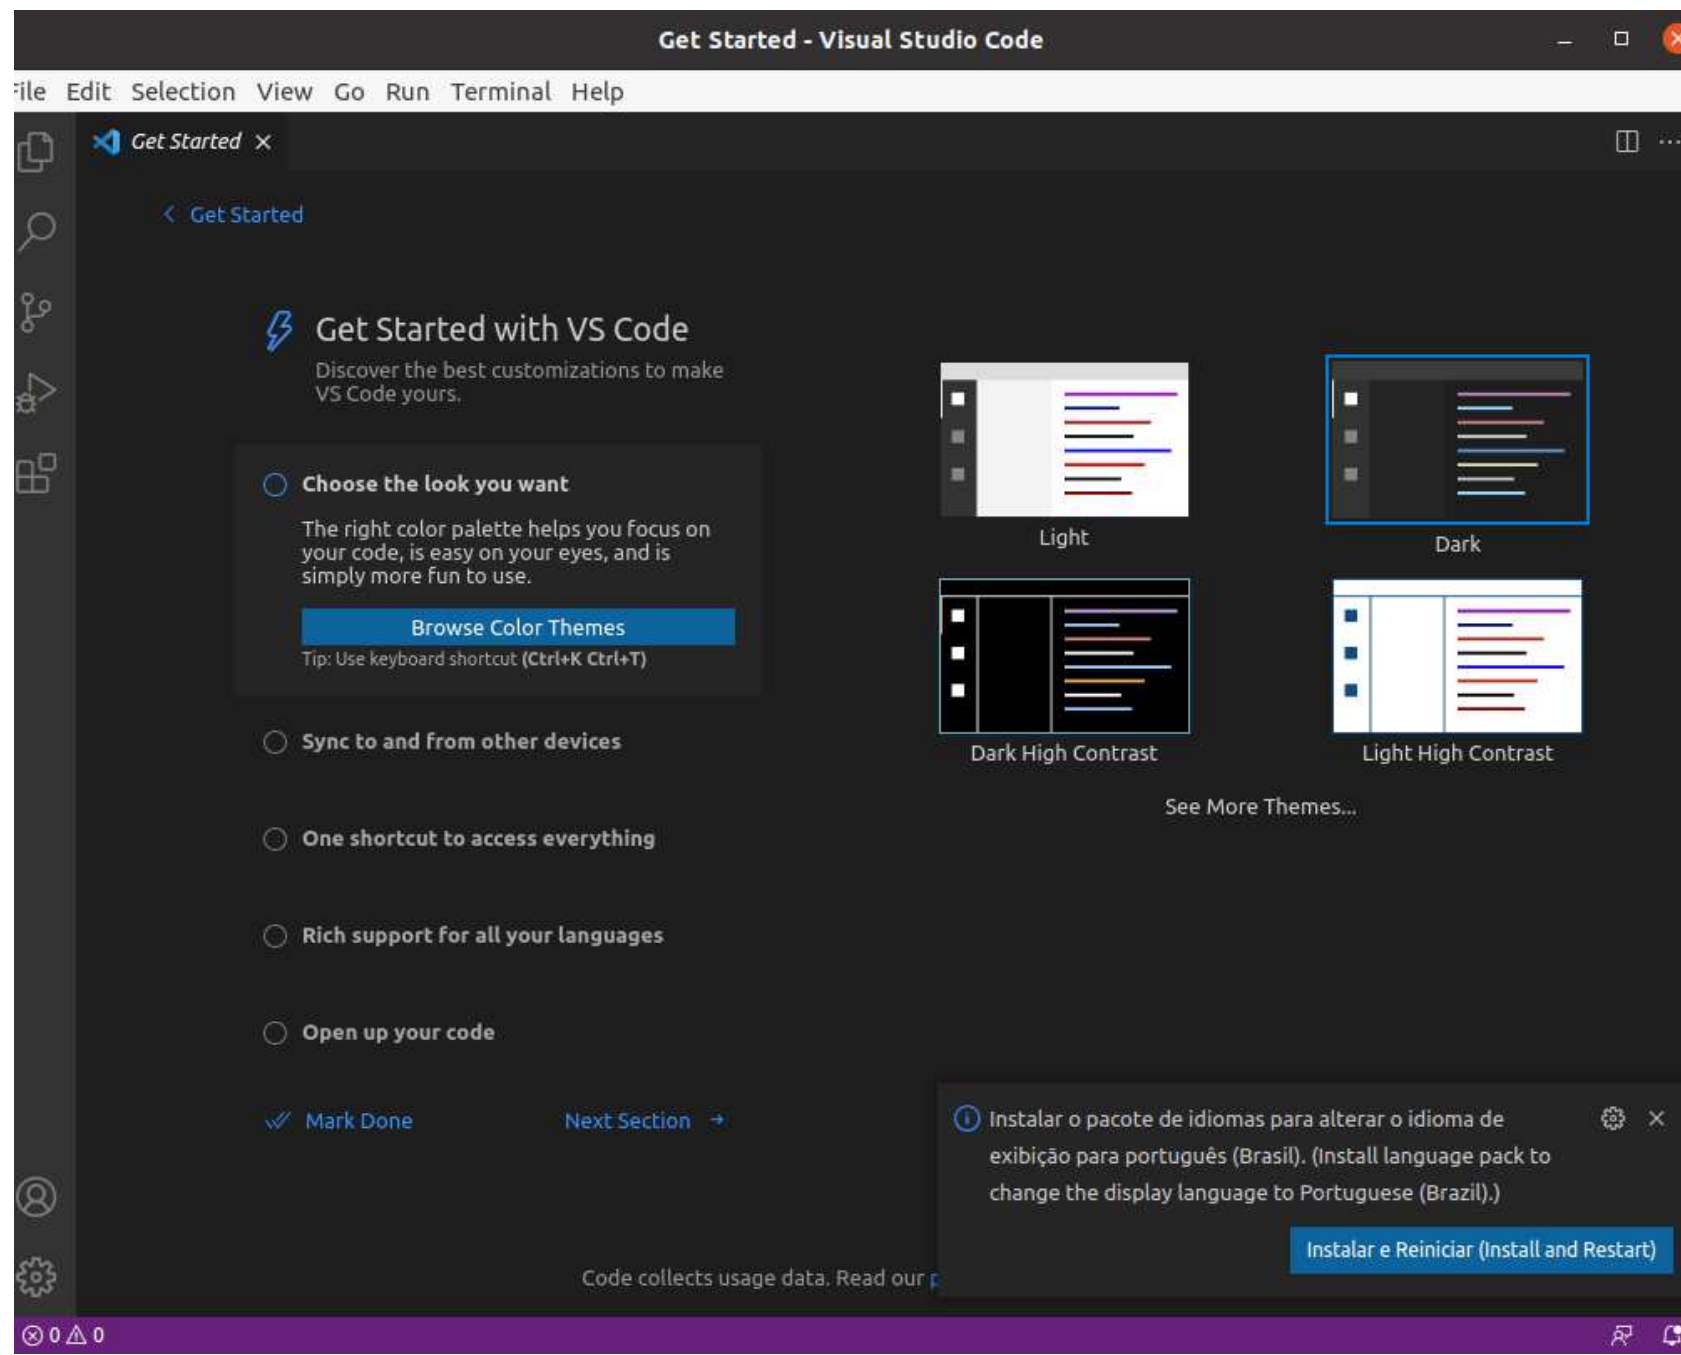 Get Started - Visual Studio Code
File Edit Selection View Go Run Terminal Help
Get Started
Get Started
Get Started with VS Code
Discover the best customizations to make
VS Code yours.
Choose the look you want
The right color palette helps you focus on
your code, is easy on your eyes, and is
simply more fun to use.
Browse Color Themes
Tip: Use keyboard shortcut (Ctrl+K Ctrl+T)
Sync to and from other devices
One shortcut to access everything
Rich support for all your languages
Open up your code
Mark Done
Next Section →
Light
Dark
Dark High Contrast
Light High Contrast
See More Themes...
Instalar o pacote de idiomas para alterar o idioma de
exibição para português (Brasil). (Install language pack to
change the display language to Portuguese (Brazil).)
Instalar e Reiniciar (Install and Restart)
Code collects usage data. Read our
0 0